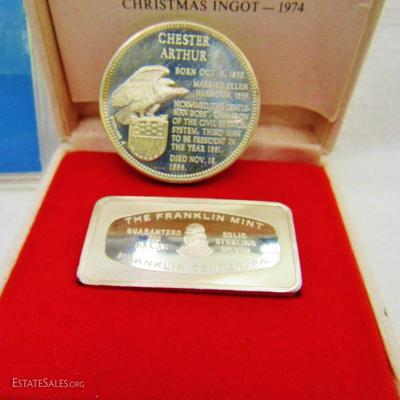 CHRISTMAS INGOT — 1974
CHESTER
ARTHUR
BORN OCT. 5, 1830.
MARRIED ELLEN
HERNDON, 1859.
NICKNAMED "THE GENTLE-
MAN BOSS". CHAMPION
OF THE CIVIL SERVICE
SYSTEM, THIRD MAN
TO BE PRESIDENT IN
THE YEAR 1881.
DIED NOV. 18,
1886.
THE FRANKLIN MINT
GUARANTEED SOLID
GRAINS STERLING
SILVER
FRANKLIN CENTER, PA.
ESTATESALES.ORG